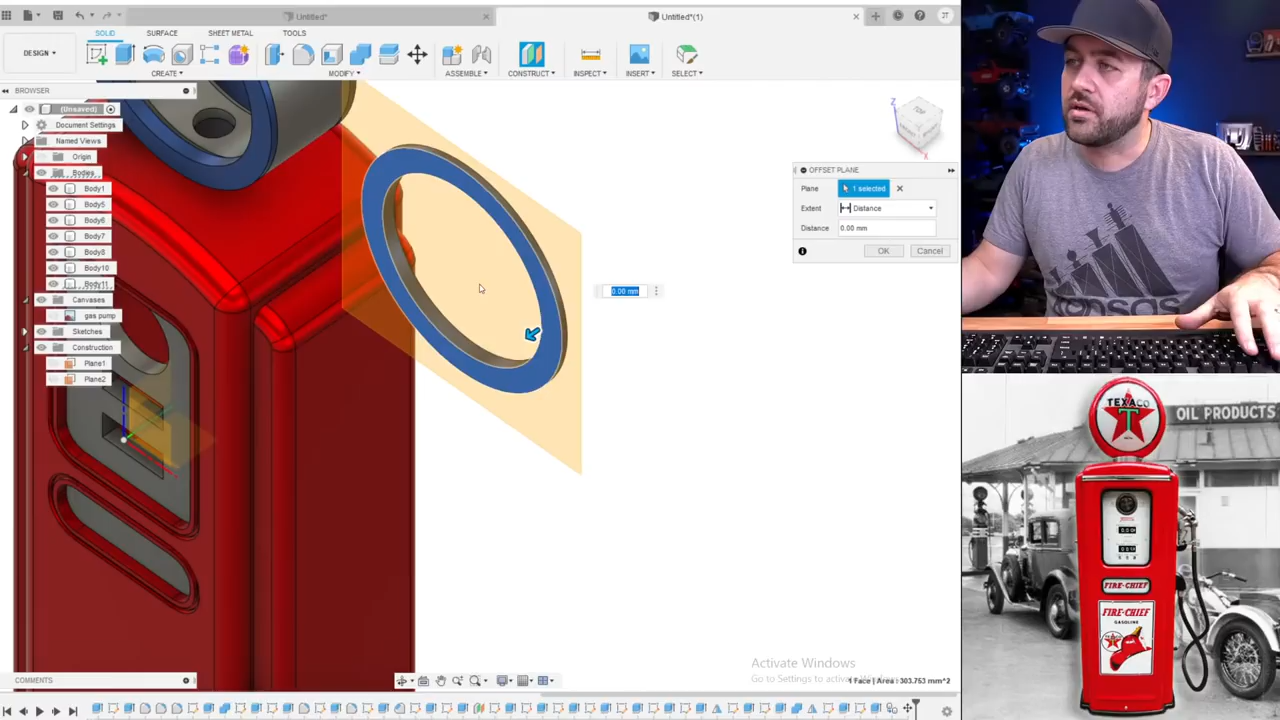 Untitled*
Untitled*(1)
JT
DESIGN
SOLID
SURFACE
SHEET METAL
TOOLS
CREATE
MODIFY
ASSEMBLE
CONSTRUCT
INSPECT
INSERT
SELECT
BROWSER
(Unsaved)
Document Settings
Named Views
Origin
Bodies
Body1
Body5
Body6
Body7
Body8
Body10
Body11
Canvases
gas pump
Sketches
Construction
Plane1
Plane2
Z
X
OFFSET PLANE
Plane
1 selected
Extent
Distance
Distance
0.00 mm
OK
Cancel
0.00 mm
TEXACO
T
OIL PRODUCTS
FIRE-CHIEF
FIRE-CHIEF
GASOLINE
Activate Windows
Go to Settings to activate
1 Face | Area : 303.753 mm^2
COMMENTS